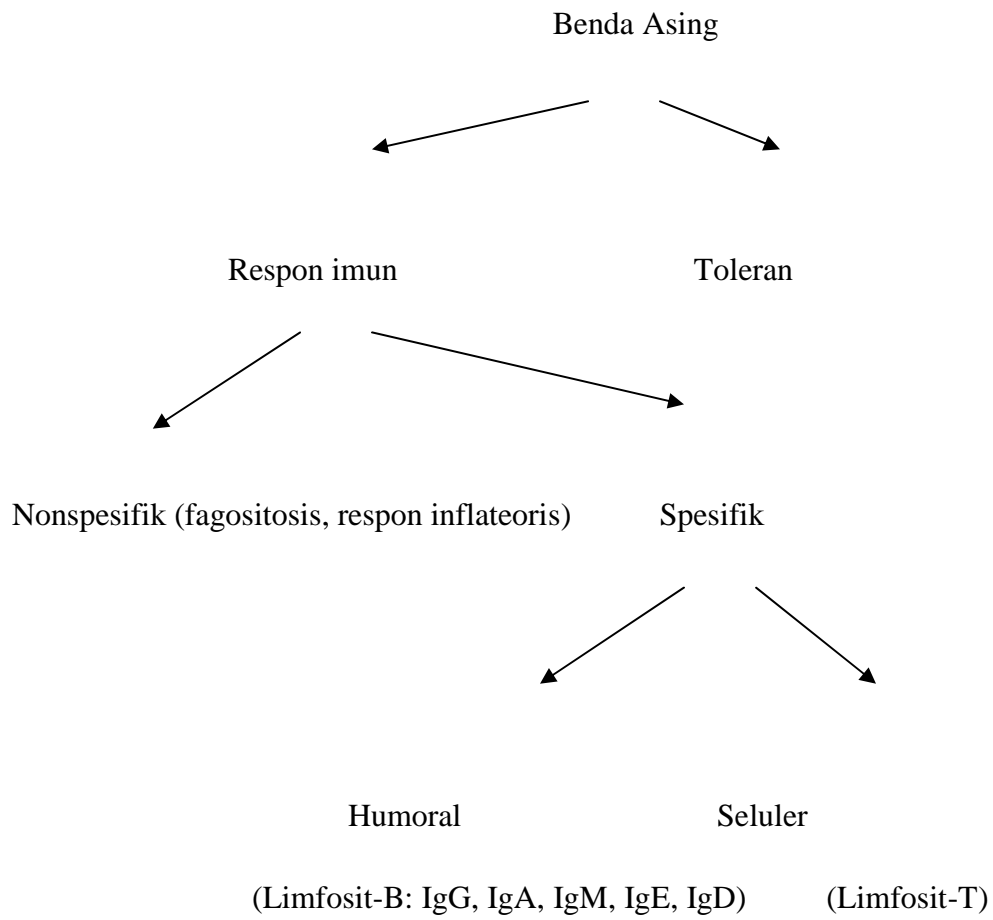 Benda Asing
Respon imun Toleran
Nonspesifik (fagositosis, respon inflateoris) Spesifik
Humoral Seluler
(Limfosit-B: IgG, IgA, IgM, IgE, IgD) (Limfosit-T)